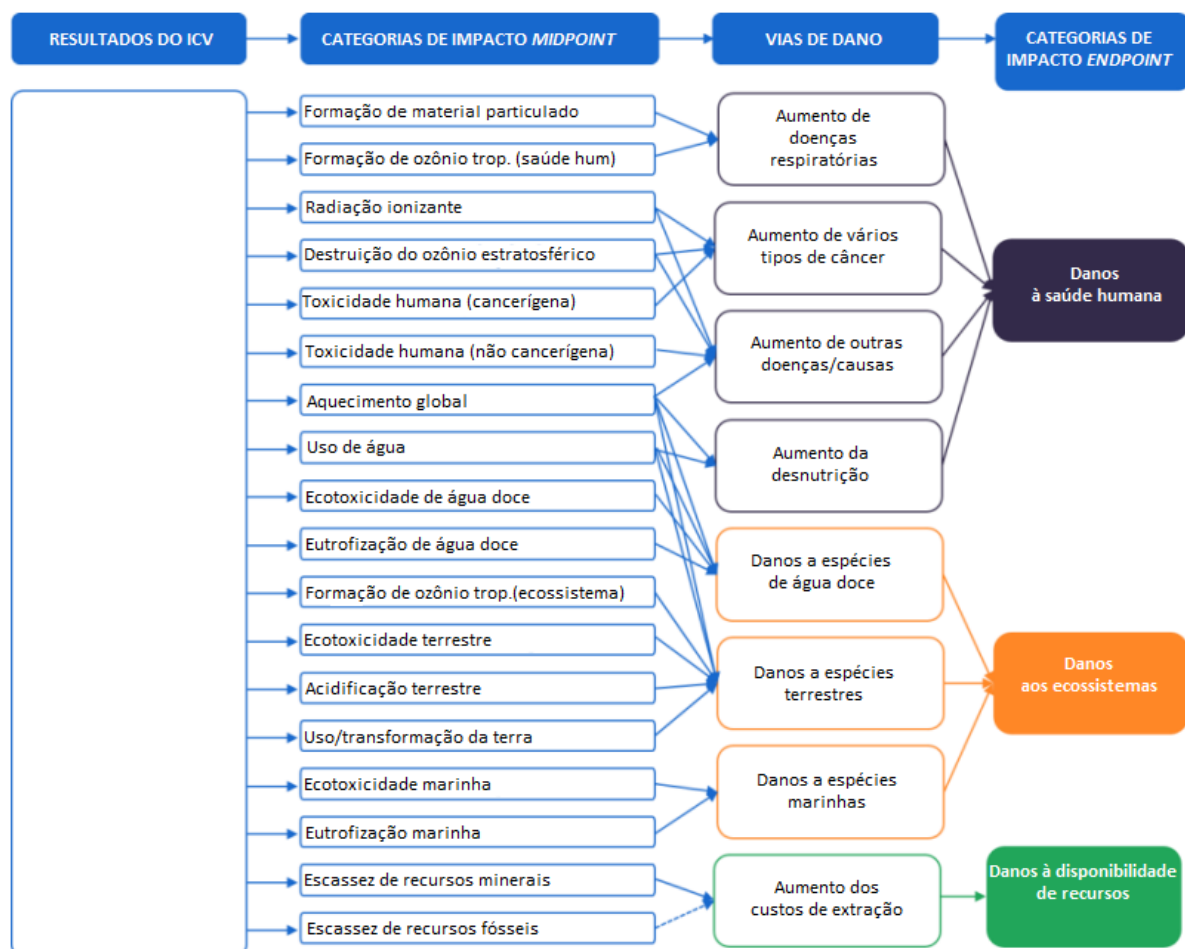 RESULTADOS DO ICV
CATEGORIAS DE IMPACTO MIDPOINT
VIAS DE DANO
CATEGORIAS DE
IMPACTO ENDPOINT
Formação de material particulado
Formação de ozônio trop. (saúde hum)
Radiação ionizante
Destruição do ozônio estratosférico
Toxicidade humana (cancerígena)
Toxicidade humana (não cancerígena)
Aquecimento global
Uso de água
Ecotoxicidade de água doce
Eutrofização de água doce
Formação de ozônio trop.(ecossistema)
Ecotoxicidade terrestre
Acidificação terrestre
Uso/transformação da terra
Ecotoxicidade marinha
Eutrofização marinha
Escassez de recursos minerais
Escassez de recursos fósseis
Aumento de
doenças
respiratórias
Aumento de vários
tipos de câncer
Aumento de outras
doenças/causas
Aumento da
desnutrição
Danos a espécies
de água doce
Danos a espécies
terrestres
Danos a espécies
marinhas
Aumento dos
custos de extração
Danos
à saúde humana
Danos
aos ecossistemas
Danos à disponibilidade
de recursos